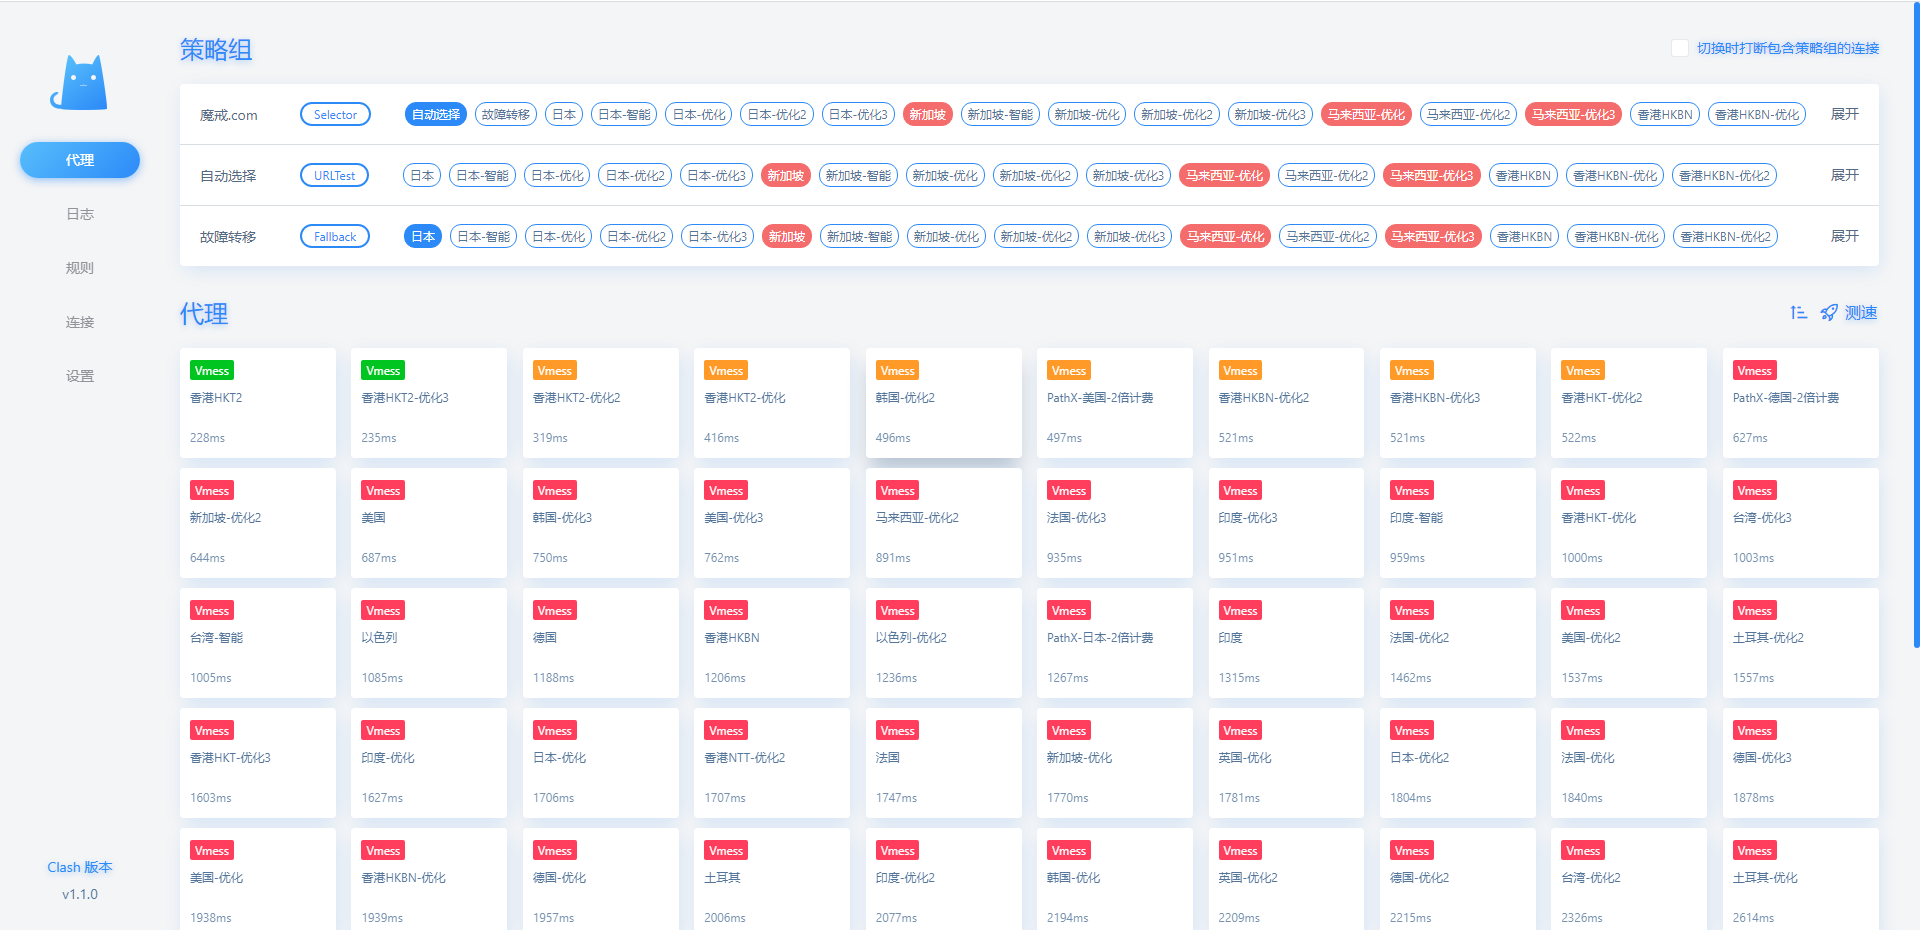 策略组
切换时打断包含策略组的连接
魔戒.com Selector 自动选择 故障转移 日本 日本-智能 日本-优化 日本-优化2 日本-优化3 新加坡 新加坡-智能 新加坡-优化 新加坡-优化2 新加坡-优化3 马来西亚-优化 马来西亚-优化2 马来西亚-优化3 香港HKBN 香港HKBN-优化 展开
自动选择 URLTest 日本 日本-智能 日本-优化 日本-优化2 日本-优化3 新加坡 新加坡-智能 新加坡-优化 新加坡-优化2 新加坡-优化3 马来西亚-优化 马来西亚-优化2 马来西亚-优化3 香港HKBN 香港HKBN-优化 香港HKBN-优化2 展开
故障转移 Fallback 日本 日本-智能 日本-优化 日本-优化2 日本-优化3 新加坡 新加坡-智能 新加坡-优化 新加坡-优化2 新加坡-优化3 马来西亚-优化 马来西亚-优化2 马来西亚-优化3 香港HKBN 香港HKBN-优化 香港HKBN-优化2 展开
代理
日志
规则
连接
设置
Clash 版本
v1.1.0
代理
测速
Vmess Vmess Vmess Vmess Vmess Vmess Vmess Vmess Vmess Vmess
香港HKT2 香港HKT2-优化3 香港HKT2-优化2 香港HKT2-优化 韩国-优化2 PathX-美国-2倍计费 香港HKBN-优化2 香港HKBN-优化3 香港HKT-优化2 PathX-德国-2倍计费
228ms 235ms 319ms 416ms 496ms 497ms 521ms 521ms 522ms 627ms
Vmess Vmess Vmess Vmess Vmess Vmess Vmess Vmess Vmess Vmess
新加坡-优化2 美国 韩国-优化3 美国-优化3 马来西亚-优化2 法国-优化3 印度-优化3 印度-智能 香港HKT-优化 台湾-优化3
644ms 687ms 750ms 762ms 891ms 935ms 951ms 959ms 1000ms 1003ms
Vmess Vmess Vmess Vmess Vmess Vmess Vmess Vmess Vmess Vmess
台湾-智能 以色列 德国 香港HKBN 以色列-优化2 PathX-日本-2倍计费 印度 法国-优化2 美国-优化2 土耳其-优化2
1005ms 1085ms 1188ms 1206ms 1236ms 1267ms 1315ms 1462ms 1537ms 1557ms
Vmess Vmess Vmess Vmess Vmess Vmess Vmess Vmess Vmess Vmess
香港HKT-优化3 印度-优化 日本-优化 香港NTT-优化2 法国 新加坡-优化 英国-优化 日本-优化2 法国-优化 德国-优化3
1603ms 1627ms 1706ms 1707ms 1747ms 1770ms 1781ms 1804ms 1840ms 1878ms
Vmess Vmess Vmess Vmess Vmess Vmess Vmess Vmess Vmess Vmess
美国-优化 香港HKBN-优化 德国-优化 土耳其 印度-优化2 韩国-优化 英国-优化2 德国-优化2 台湾-优化2 土耳其-优化
1938ms 1939ms 1957ms 2006ms 2077ms 2194ms 2209ms 2215ms 2326ms 2614ms